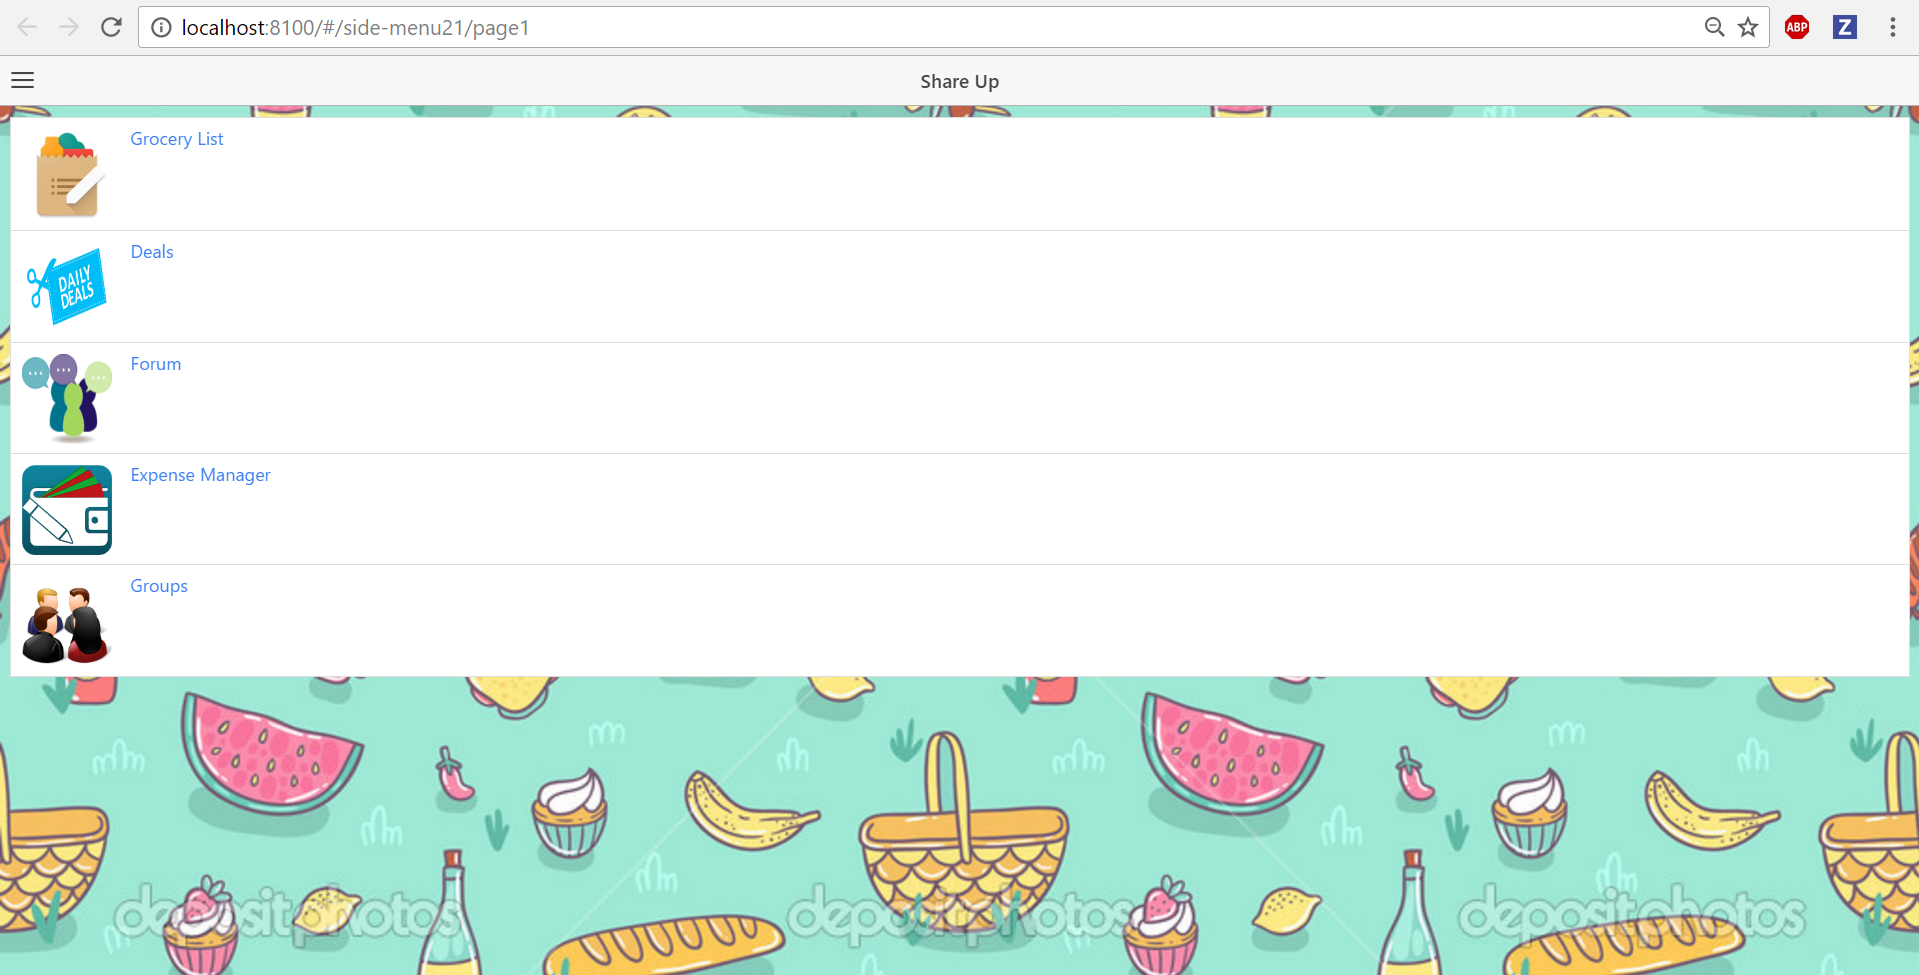 localhost:8100/#/side-menu21/page1
ABP
Z
Share Up
Grocery List
Deals
DAILY
DEALS
Forum
Expense Manager
Groups
depositphotos depositphotos depositphotos